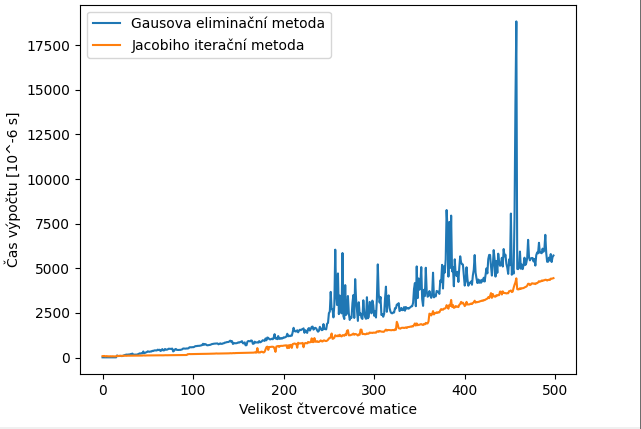 Gausova eliminační metoda
Jacobiho iterační metoda
Čas výpočtu [10^-6 s]
17500
15000
12500
10000
7500
5000
2500
0
0 100 200 300 400 500
Velikost čtvercové matice